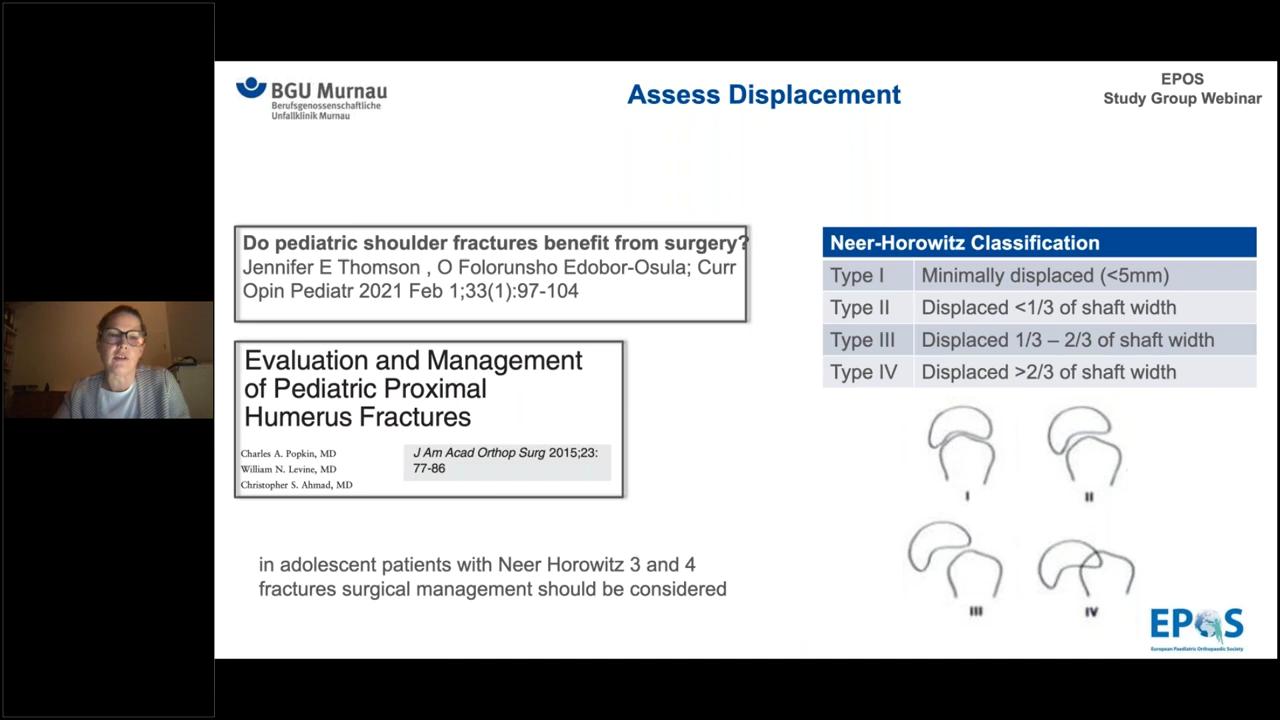 BGU Murnau
Berufsgenossenschaftliche
Unfallklinik Murnau
Assess Displacement
EPOS
Study Group Webinar
Do pediatric shoulder fractures benefit from surgery?
Jennifer E Thomson , O Folorunsho Edobor-Osula; Curr
Opin Pediatr 2021 Feb 1;33(1):97-104
Evaluation and Management
of Pediatric Proximal
Humerus Fractures
Charles A. Popkin, MD
William N. Levine, MD
Christopher S. Ahmad, MD
J Am Acad Orthop Surg 2015;23:
77-86
in adolescent patients with Neer Horowitz 3 and 4
fractures surgical management should be considered
Neer-Horowitz Classification
Type I Minimally displaced (<5mm)
Type II Displaced <1/3 of shaft width
Type III Displaced 1/3 – 2/3 of shaft width
Type IV Displaced >2/3 of shaft width
I
II
III
IV
EPOS
European Paediatric Orthopaedic Society